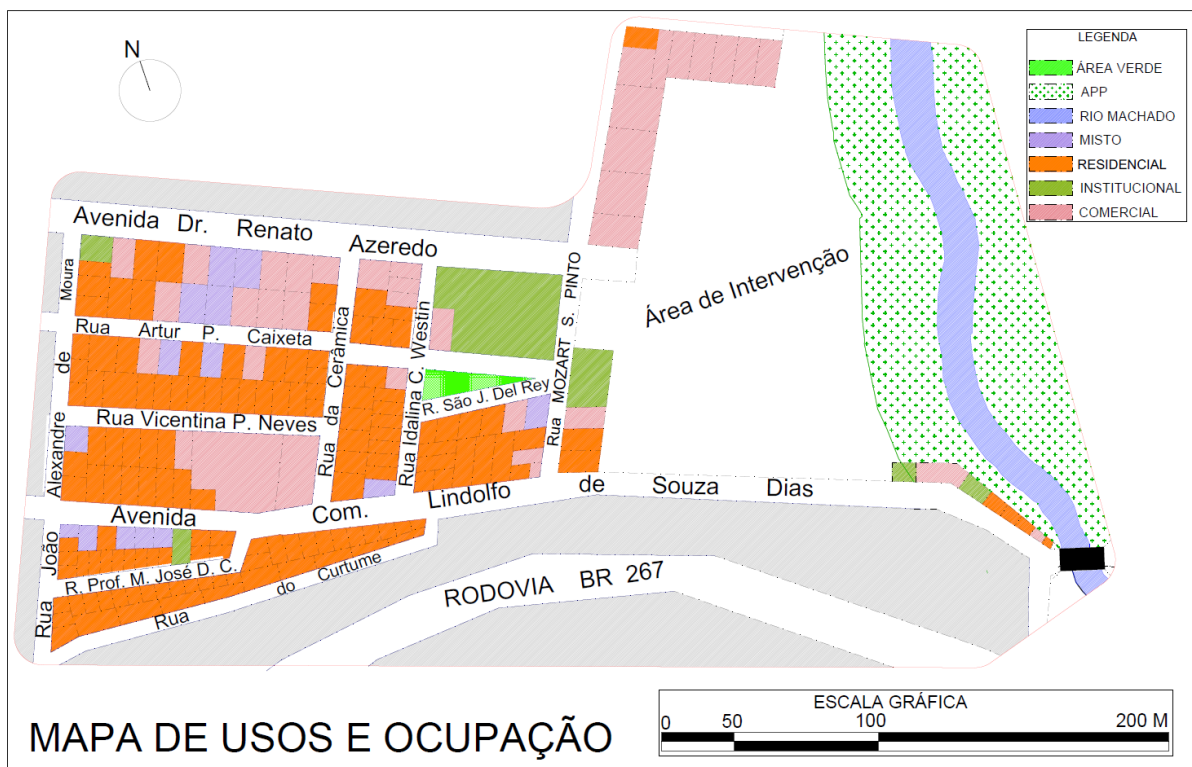 N
LEGENDA
ÁREA VERDE
APP
RIO MACHADO
MISTO
RESIDENCIAL
INSTITUCIONAL
COMERCIAL
Avenida Dr. Renato Azeredo
Rua João Alexandre de Moura
Rua Artur P. Caixeta
Rua da Cerâmica
Rua Idalina C. Westin
Rua MOZART S. PINTO
Área de Intervenção
R. São J. Del Rey
Rua Vicentina P. Neves
Avenida Com. Lindolfo de Souza Dias
R. Prof. M. José D. C.
Rua do Curtume
RODOVIA BR 267
MAPA DE USOS E OCUPAÇÃO
ESCALA GRÁFICA
0 50 100 200 M